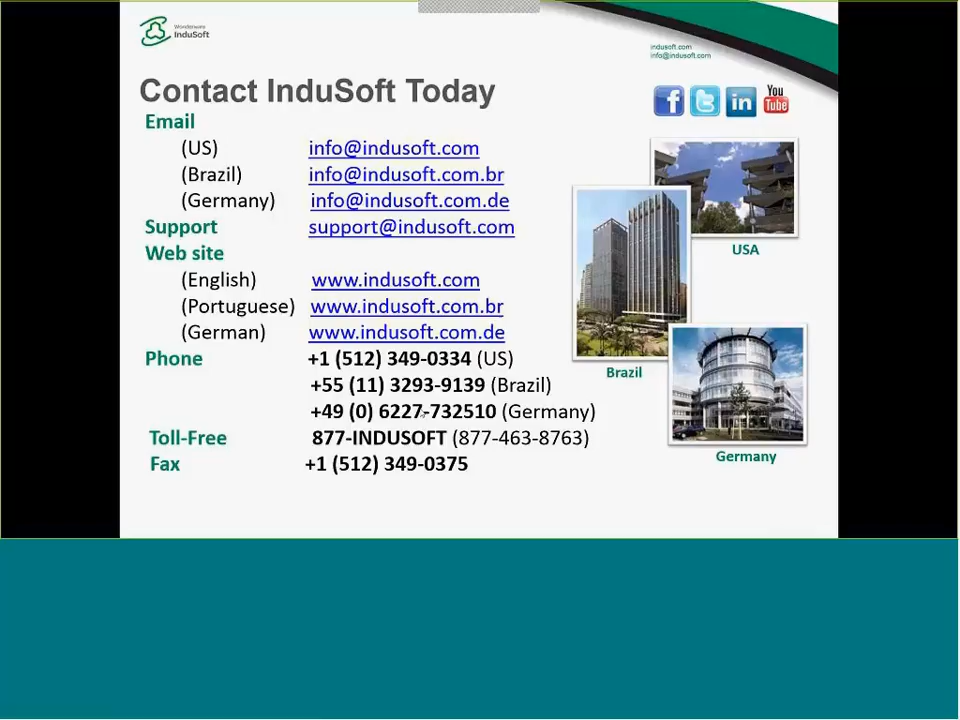 Wonderware
InduSoft
indusoft.com
info@indusoft.com
Contact InduSoft Today
You
Tube
Email
(US) info@indusoft.com
(Brazil) info@indusoft.com.br
(Germany) info@indusoft.com.de
Support support@indusoft.com
Web site
(English) www.indusoft.com
(Portuguese) www.indusoft.com.br
(German) www.indusoft.com.de
Phone +1 (512) 349-0334 (US)
+55 (11) 3293-9139 (Brazil)
+49 (0) 6227-732510 (Germany)
Toll-Free 877-INDUSOFT (877-463-8763)
Fax +1 (512) 349-0375
USA
Brazil
Germany